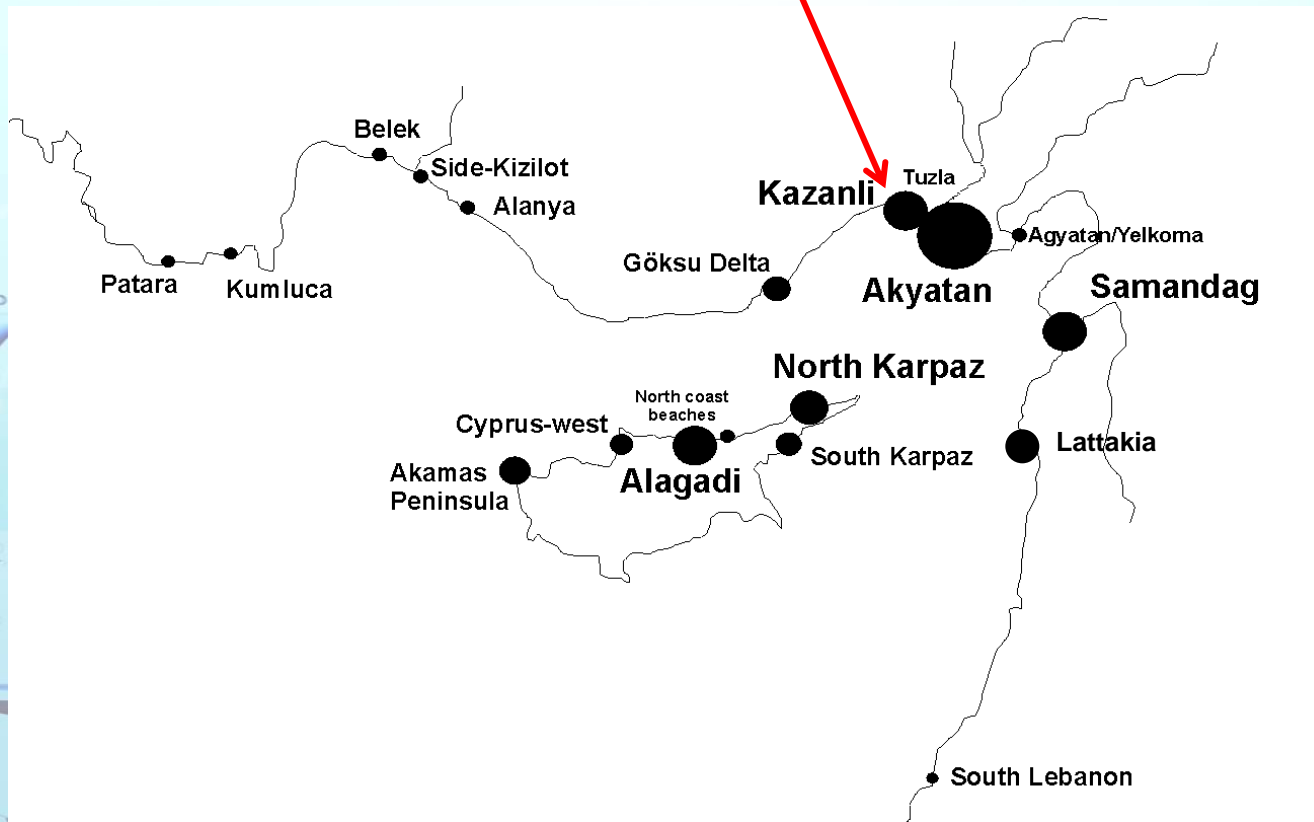 Belek
Side-Kizilot
Alanya
Tuzla
Kazanli
Agyatan/Yelkoma
Göksu Delta
Patara
Kumluca
Akyatan
Samandag
North Karpaz
North coast
beaches
Cyprus-west
Alagadi
South Karpaz
Lattakia
Akamas
Peninsula
South Lebanon